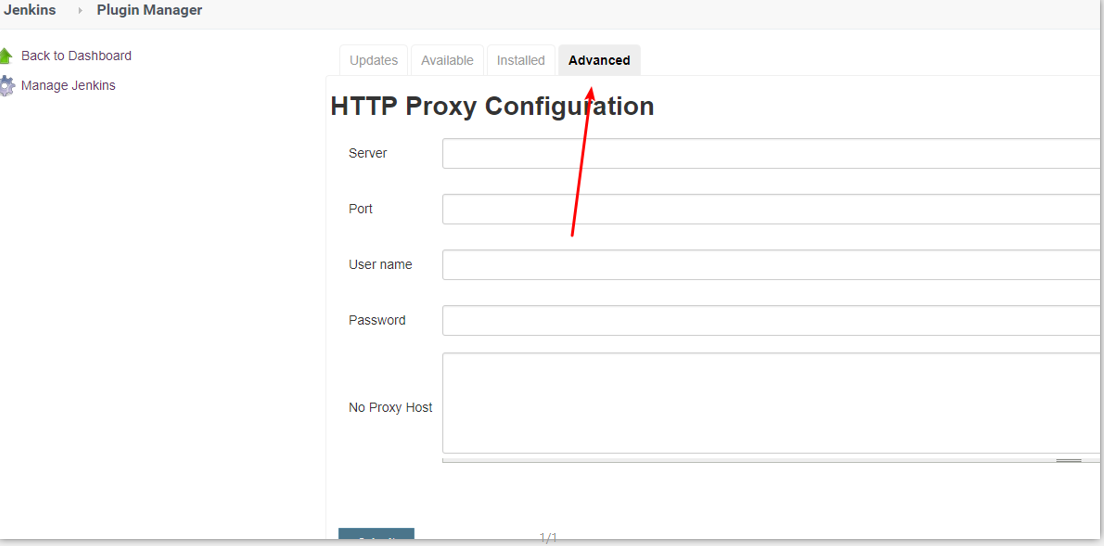 Jenkins Plugin Manager
Back to Dashboard
Manage Jenkins
Updates Available Installed Advanced
HTTP Proxy Configuration
Server
Port
User name
Password
No Proxy Host
1/1